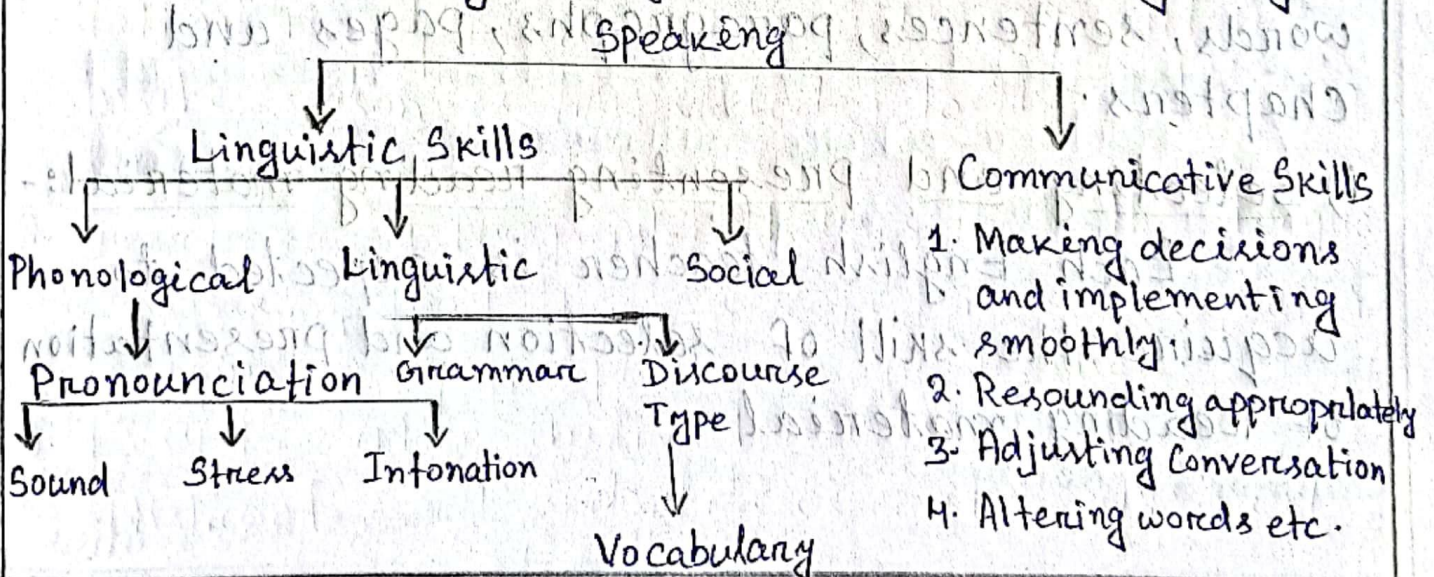 Speaking
Linguistic Skills
Communicative Skills
Phonological Linguistic Social
Pronounciation Grammar Discourse
Type
Sound Stress Intonation
Vocabulary
1. Making decisions
and implementing
smoothly.
2. Resounding appropriately
3. Adjusting Conversation
4. Altering words etc.